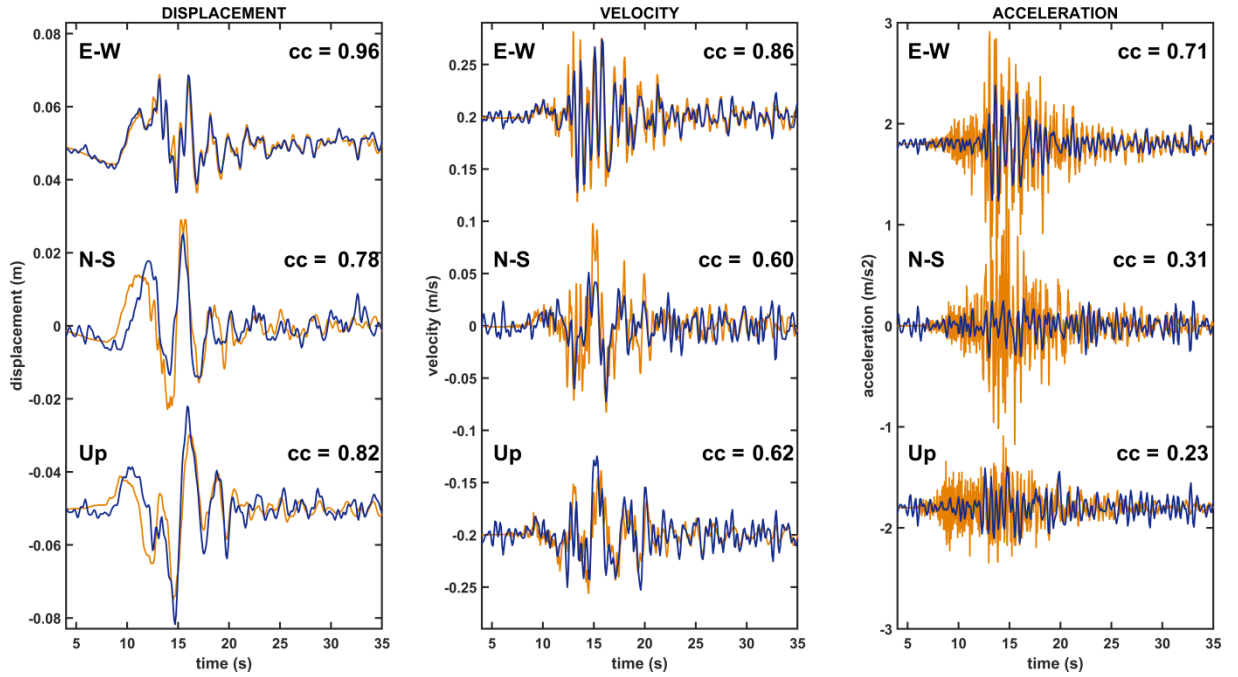 DISPLACEMENT
0.08
E-W
cc = 0.96
0.06
0.04
0.02
N-S
cc = 0.78
0
-0.02
-0.04
Up
cc = 0.82
-0.06
-0.08
displacement (m)
5
10
15
20
25
30
35
time (s)
VELOCITY
E-W
cc = 0.86
0.25
0.2
0.15
0.1
N-S
cc = 0.60
0.05
0
-0.05
-0.1
Up
cc = 0.62
-0.15
-0.2
-0.25
velocity (m/s)
5
10
15
20
25
30
35
time (s)
ACCELERATION
3
E-W
cc = 0.71
2
1
N-S
cc = 0.31
0
-1
Up
cc = 0.23
-2
-3
acceleration (m/s2)
5
10
15
20
25
30
35
time (s)